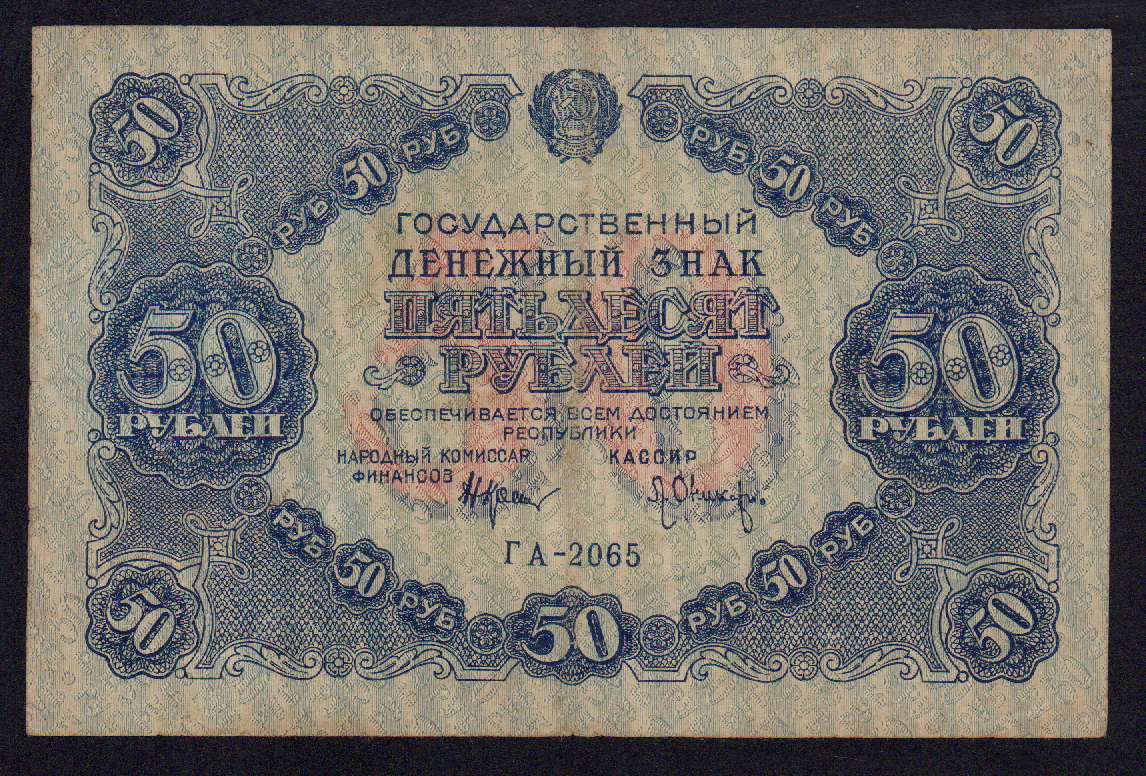 50 50
РУБ 50 РУБ РУБ 50 РУБ
ГОСУДАРСТВЕННЫЙ
ДЕНЕЖНЫЙ ЗНАК
ПЯТЬДЕСЯТ
РУБЛЕЙ
50 РУБЛЕЙ
50 РУБЛЕЙ
ОБЕСПЕЧИВАЕТСЯ ВСЕМ ДОСТОЯНИЕМ
РЕСПУБЛИКИ
НАРОДНЫЙ КОМИССАР КАССИР
ФИНАНСОВ
ГА-2065
РУБ 50 РУБ РУБ 50 РУБ
50 50 50